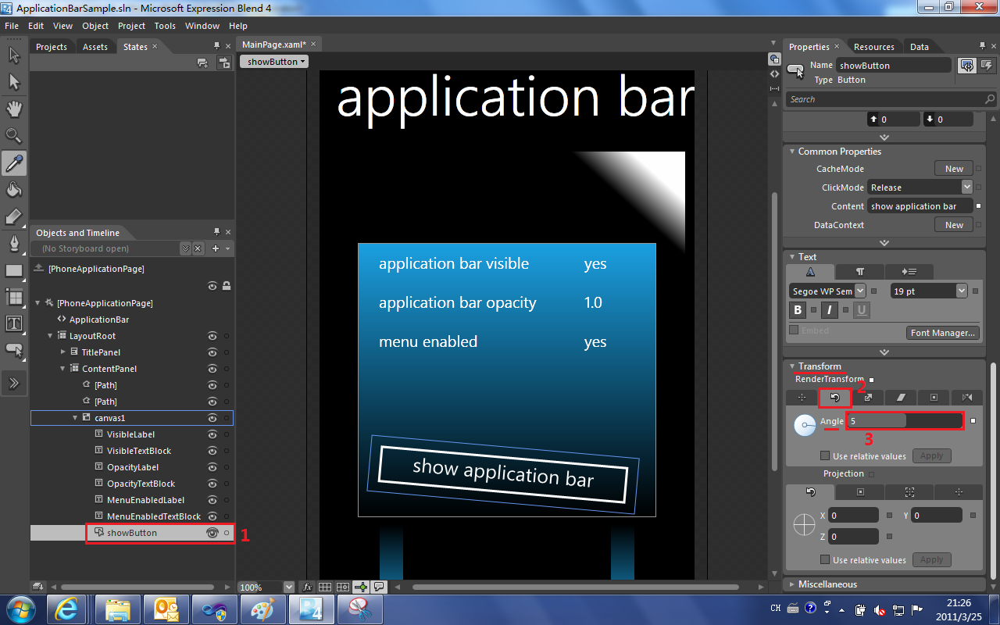 ApplicationBarSample.sln - Microsoft Expression Blend 4
File Edit View Object Project Tools Window Help
Projects Assets States
Objects and Timeline
(No Storyboard open)
[PhoneApplicationPage]
[PhoneApplicationPage]
ApplicationBar
LayoutRoot
TitlePanel
ContentPanel
[Path]
[Path]
canvas1
VisibleLabel
VisibleTextBlock
OpacityLabel
OpacityTextBlock
MenuEnabledLabel
MenuEnabledTextBlock
showButton
1
MainPage.xaml*
showButton
application bar
application bar visible yes
application bar opacity 1.0
menu enabled yes
show application bar
100%
fx
Properties Resources Data
Name showButton
Type Button
Search
0 0
Common Properties
CacheMode New
ClickMode Release
Content show application bar
DataContext New
Text
A
Segoe WP Sem 19 pt
B I U
Embed Font Manager...
Transform
RenderTransform
2
Angle 5
3
Use relative values Apply
Projection
X 0 Y 0
Z 0
Use relative values Apply
Miscellaneous
CH
21:26
2011/3/25